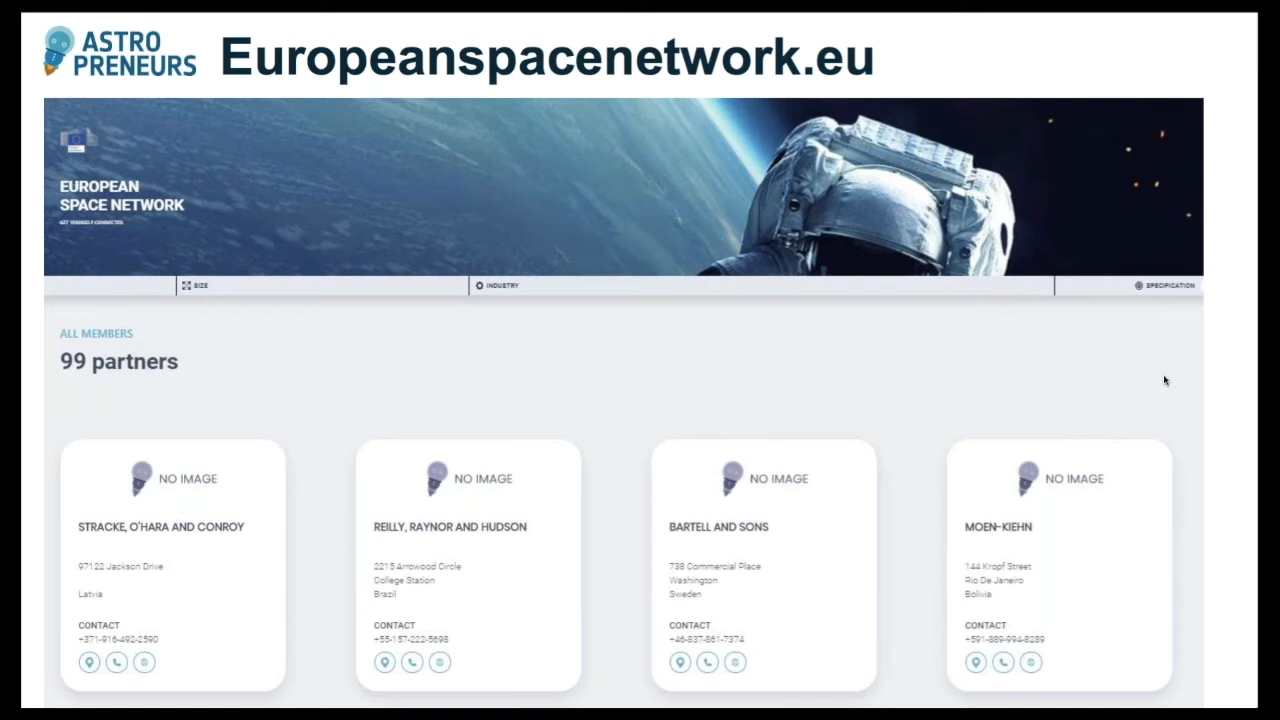 ASTRO
PRENEURS
Europeanspacenetwork.eu
EUROPEAN
SPACE NETWORK
GET YOURSELF CONNECTED
SIZE
INDUSTRY
SPECIFICATION
ALL MEMBERS
99 partners
NO IMAGE
STRACKE, O'HARA AND CONROY
97122 Jackson Drive
Latvia
CONTACT
+371-916-492-2590
NO IMAGE
REILLY, RAYNOR AND HUDSON
2215 Arrowood Circle
College Station
Brazil
CONTACT
+55-157-222-5698
NO IMAGE
BARTELL AND SONS
738 Commercial Place
Washington
Sweden
CONTACT
+46-837-861-7374
NO IMAGE
MOEN-KIEHN
144 Kropf Street
Rio De Janeiro
Bolivia
CONTACT
+591-889-994-8289